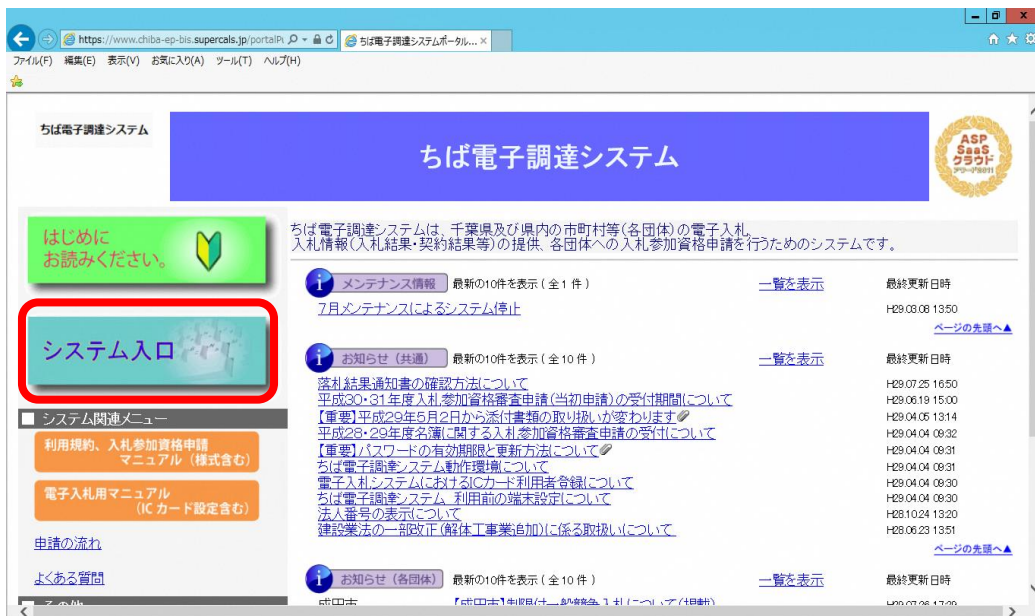 https://www.chiba-ep-bis.supercals.jp/portalP
ちば電子調達システムポータル...
ファイル(F) 編集(E) 表示(V) お気に入り(A) ツール(T) ヘルプ(H)
ちば電子調達システム
ちば電子調達システム
ASP
SaaS
クラウド
アワード2011
はじめに
お読みください。
システム入口
システム関連メニュー
利用規約、入札参加資格申請
マニュアル（様式含む）
電子入札用マニュアル
（ICカード設定含む）
申請の流れ
よくある質問
ちば電子調達システムは、千葉県及び県内の市町村等(各団体)の電子入札、
入札情報(入札結果・契約結果等)の提供、各団体への入札参加資格申請を行うためのシステムです。
メンテナンス情報 最新の10件を表示(全1件) 一覧を表示 最終更新日時
7月メンテナンスによるシステム停止 H29.03.08 13:50
ページの先頭へ▲
お知らせ（共通） 最新の10件を表示(全10件) 一覧を表示 最終更新日時
落札結果通知書の確認方法について H29.07.25 16:50
平成30・31年度入札参加資格審査申請(当初申請)の受付期間について H29.06.19 15:00
【重要】平成29年5月2日から添付書類の取り扱いが変わります H29.04.05 13:14
平成28・29年度名簿に関する入札参加資格審査申請の受付について H29.04.04 09:32
【重要】パスワードの有効期限と更新方法について H29.04.04 09:31
ちば電子調達システム動作環境について H29.04.04 09:31
電子入札システムにおけるICカード利用者登録について H29.04.04 09:30
ちば電子調達システム 利用前の端末設定について H29.04.04 09:30
法人番号の表示について H28.10.24 13:20
建設業法の一部改正(解体工事業追加)に係る取扱いについて H28.06.23 13:51
ページの先頭へ▲
お知らせ（各団体） 最新の10件を表示(全10件) 一覧を表示 最終更新日時